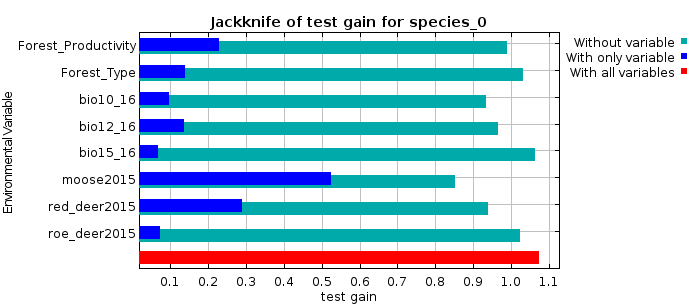 Jackknife of test gain for species_0
Without variable
With only variable
With all variables
Environmental Variable
Forest_Productivity
Forest_Type
bio10_16
bio12_16
bio15_16
moose2015
red_deer2015
roe_deer2015
0.1 0.2 0.3 0.4 0.5 0.6 0.7 0.8 0.9 1.0 1.1
test gain